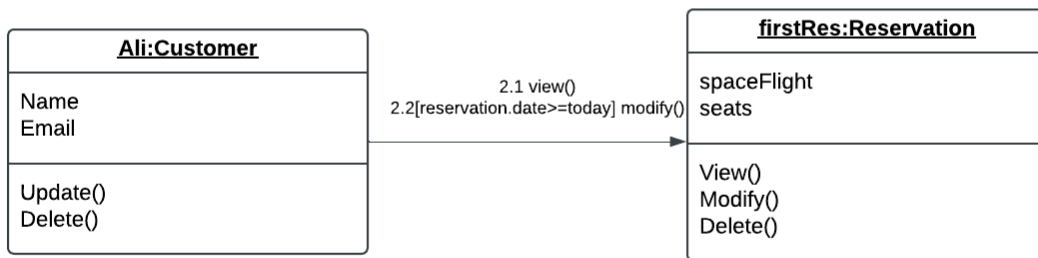 Ali:Customer
Name
Email
Update()
Delete()
2.1 view()
2.2[reservation.date>=today] modify()
firstRes:Reservation
spaceFlight
seats
View()
Modify()
Delete()